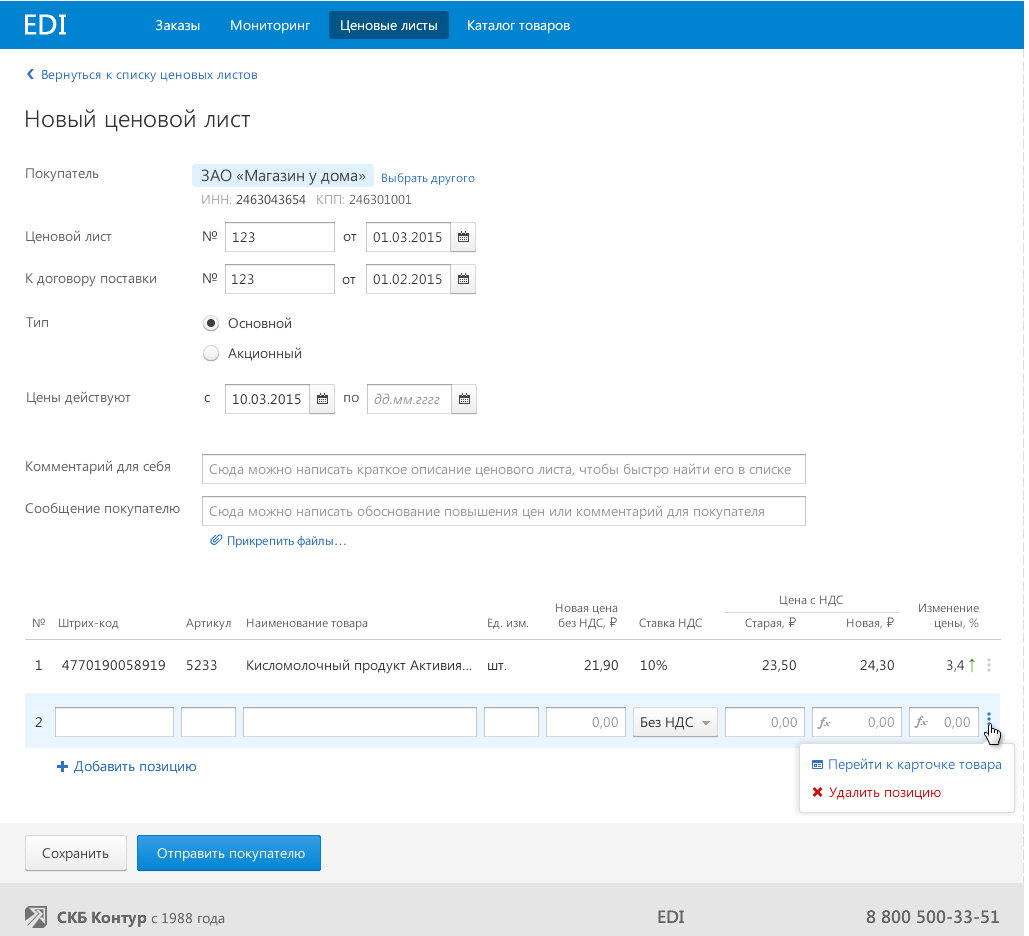 EDI Заказы Мониторинг Ценовые листы Каталог товаров
Вернуться к списку ценовых листов
Новый ценовой лист
Покупатель ЗАО «Магазин у дома» Выбрать другого
ИНН: 2463043654 КПП: 246301001
Ценовой лист № 123 от 01.03.2015
К договору поставки № 123 от 01.02.2015
Тип Основной
Акционный
Цены действуют с 10.03.2015 по дд.мм.гггг
Комментарий для себя Сюда можно написать краткое описание ценового листа, чтобы быстро найти его в списке
Сообщение покупателю Сюда можно написать обоснование повышения цен или комментарий для покупателя
Прикрепить файлы...
Новая цена Цена с НДС Изменение
№ Штрих-код Артикул Наименование товара Ед. изм. без НДС, ₽ Ставка НДС Старая, ₽ Новая, ₽ цены, %
1 4770190058919 5233 Кисломолочный продукт Активия... шт. 21,90 10% 23,50 24,30 3,4↑
2 0,00 Без НДС 0,00 fx 0,00 fx 0,00
Добавить позицию
Перейти к карточке товара
Удалить позицию
Сохранить Отправить покупателю
СКБ Контур с 1988 года EDI 8 800 500-33-51